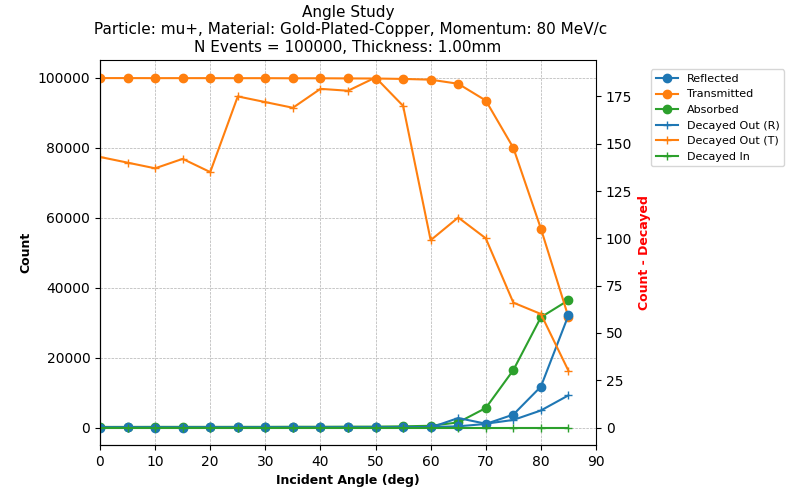 Angle Study
Particle: mu+, Material: Gold-Plated-Copper, Momentum: 80 MeV/c
N Events = 100000, Thickness: 1.00mm
100000
80000
60000
40000
20000
0
Count
0 10 20 30 40 50 60 70 80 90
Incident Angle (deg)
175
150
125
100
75
50
25
0
Count - Decayed
Reflected
Transmitted
Absorbed
Decayed Out (R)
Decayed Out (T)
Decayed In